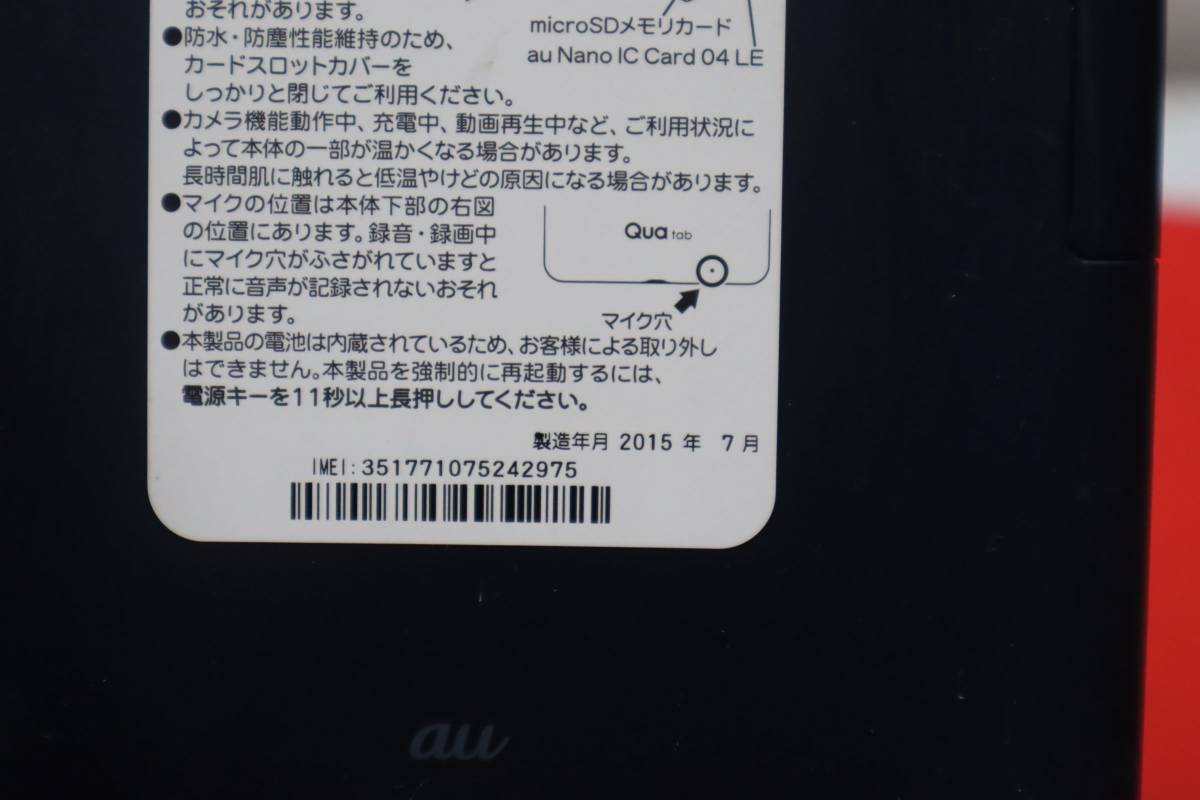 おそれがあります。
●防水・防塵性能維持のため、
カードスロットカバーを
しっかりと閉じてご利用ください。
microSDメモリカード
au Nano IC Card 04 LE
●カメラ機能動作中、充電中、動画再生中など、ご利用状況に
よって本体の一部が温かくなる場合があります。
長時間肌に触れると低温やけどの原因になる場合があります。
●マイクの位置は本体下部の右図
の位置にあります。録音・録画中
にマイク穴がふさがれていますと
正常に音声が記録されないおそれ
があります。
Qua tab
マイク穴
●本製品の電池は内蔵されているため、お客様による取り外し
はできません。本製品を強制的に再起動するには、
電源キーを11秒以上長押ししてください。
製造年月 2015 年 7 月
IMEI: 351771075242975
au